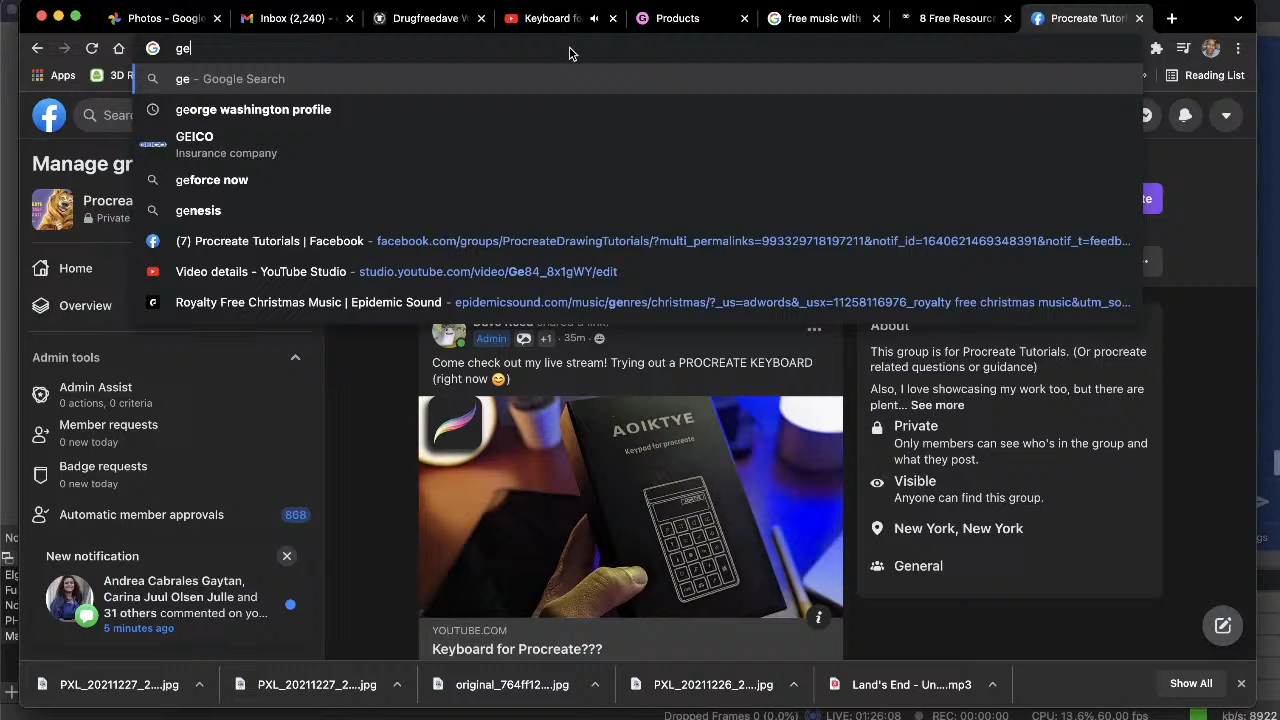 Photos - Goog
Inbox (2,240) -
Drugfreedave
Keyboard fo
Products
free music with
8 Free Resourc
Procreate Tutor
ge
Apps
3D R
Reading List
ge - Google Search
george washington profile
GEICO
Insurance company
geforce now
genesis
(7) Procreate Tutorials | Facebook - facebook.com/groups/ProcreateDrawingTutorials/?multi_permalinks=993329718197211&notif_id=1640621469348391&notif_t=feedb...
Video details - YouTube Studio - studio.youtube.com/video/Ge84_8x1gWY/edit
Royalty Free Christmas Music | Epidemic Sound - epidemicsound.com/music/genres/christmas/?_us=adwords&_usx=11258116976_royalty free christmas music&utm_so...
Sear
Manage gr
Procrea
Private
Home
Overview
Admin tools
Admin Assist
0 actions, 0 criteria
Member requests
0 new today
Badge requests
0 new today
Automatic member approvals
868
New notification
Andrea Cabrales Gaytan,
Carina Juul Olsen Julle and
31 others commented on yo...
5 minutes ago
shared a link.
Admin
+1
35m
Come check out my live stream! Trying out a PROCREATE KEYBOARD
(right now 😊)
AOIKTYE
Keypad for procreate
YOUTUBE.COM
Keyboard for Procreate???
te
About
This group is for Procreate Tutorials. (Or procreate
related questions or guidance)
Also, I love showcasing my work too, but there are
plent... See more
Private
Only members can see who's in the group and
what they post.
Visible
Anyone can find this group.
New York, New York
General
PXL_20211227_2....jpg
PXL_20211227_2....jpg
original_764ff12....jpg
PXL_20211226_2....jpg
Land's End - Un....mp3
Show All
Dropped Frames 0 (0.0%)
LIVE: 01:26:08
REC: 00:00:00
CPU: 13.6%,60.00 fps
kb/s: 8922